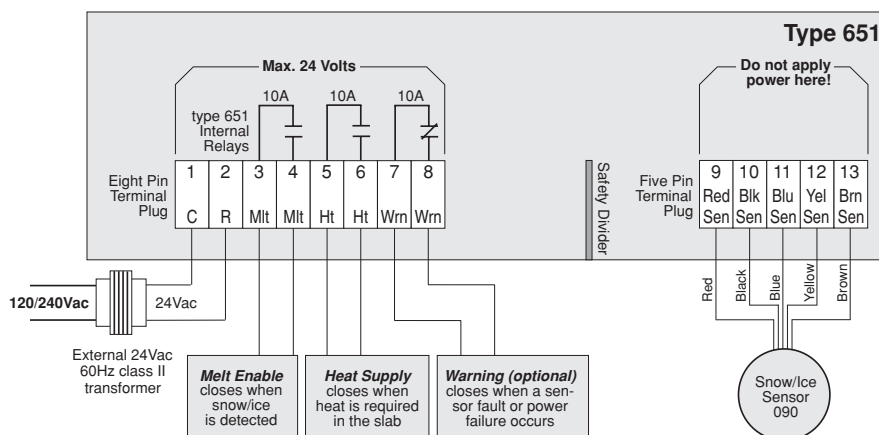 Type 651
Max. 24 Volts
Do not apply
power here!
10A 10A 10A
type 651
Internal
Relays
Eight Pin
Terminal
Plug
1 2 3 4 5 6 7 8
C R Mlt Mlt Ht Ht Wrn Wrn
Safety Divider
Five Pin
Terminal
Plug
9 10 11 12 13
Red Blk Blu Yel Brn
Sen Sen Sen Sen Sen
Red
Black
Blue
Yellow
Brown
120/240Vac
24Vac
External 24Vac
60Hz class II
transformer
Melt Enable
closes when
snow/ice
is detected
Heat Supply
closes when
heat is required
in the slab
Warning (optional)
closes when a sen-
sor fault or power
failure occurs
Snow/Ice
Sensor
090